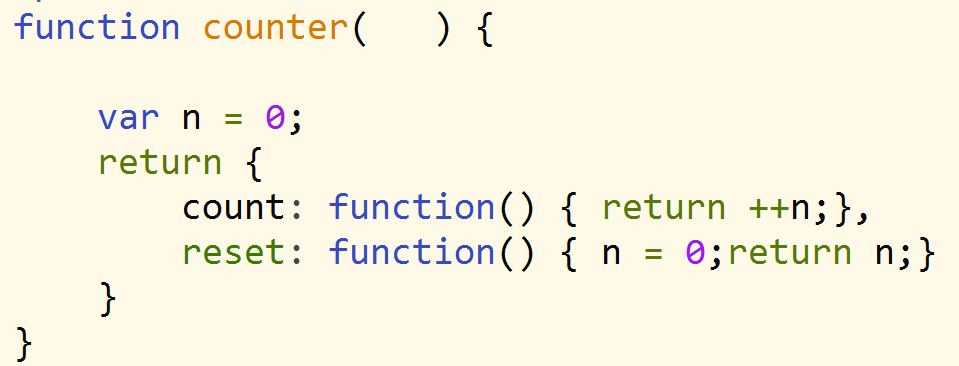 function counter(   ) {
    var n = 0;
    return {
        count: function() { return ++n;},
        reset: function() { n = 0;return n;}
    }
}